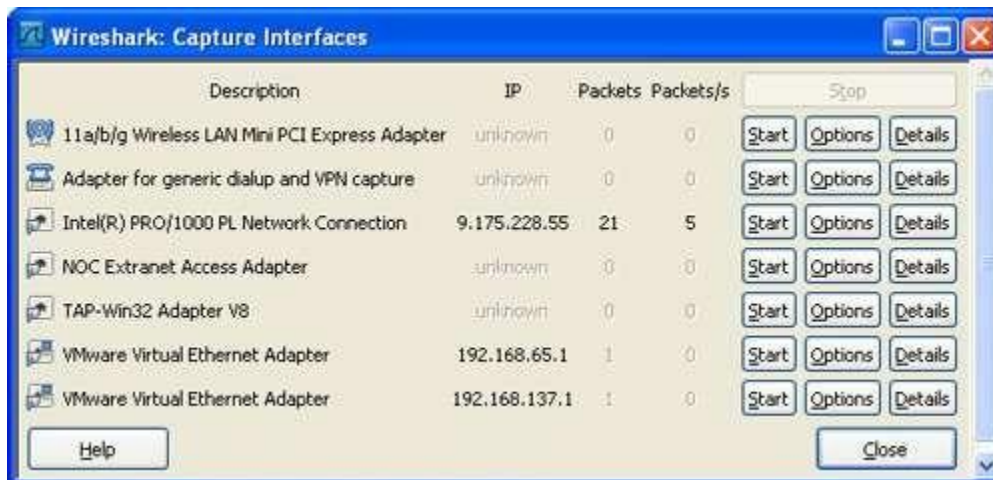 Wireshark: Capture Interfaces
Description IP Packets Packets/s Stop
11a/b/g Wireless LAN Mini PCI Express Adapter unknown 0 0 Start Options Details
Adapter for generic dialup and VPN capture unknown 0 0 Start Options Details
Intel(R) PRO/1000 PL Network Connection 9.175.228.55 21 5 Start Options Details
NOC Extranet Access Adapter unknown 0 0 Start Options Details
TAP-Win32 Adapter V8 unknown 0 0 Start Options Details
VMware Virtual Ethernet Adapter 192.168.65.1 1 0 Start Options Details
VMware Virtual Ethernet Adapter 192.168.137.1 1 0 Start Options Details
Help Close